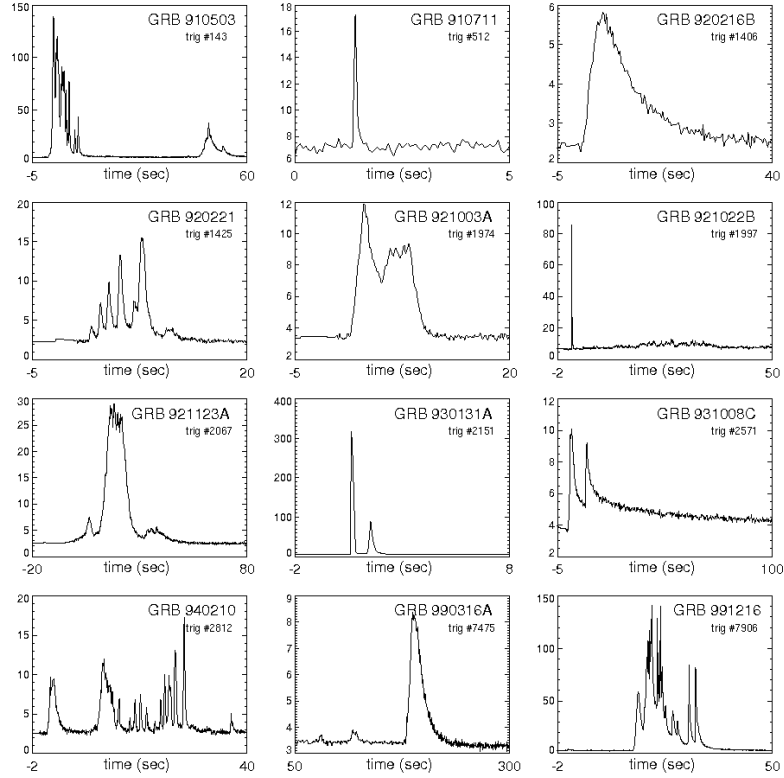 GRB 910503
trig #143
150
100
50
0
-5
time (sec)
60
GRB 910711
trig #512
18
16
14
12
10
8
6
0
time (sec)
5
GRB 920216B
trig #1406
6
5
4
3
2
-5
time (sec)
40
GRB 920221
trig #1425
20
15
10
5
0
-5
time (sec)
20
GRB 921003A
trig #1974
12
10
8
6
4
2
-5
time (sec)
20
GRB 921022B
trig #1997
100
80
60
40
20
0
-2
time (sec)
50
GRB 921123A
trig #2067
30
25
20
15
10
5
0
-20
time (sec)
80
GRB 930131A
trig #2151
400
300
200
100
0
-2
time (sec)
8
GRB 931008C
trig #2571
12
10
8
6
4
2
-5
time (sec)
100
GRB 940210
trig #2812
20
15
10
5
0
-2
time (sec)
40
GRB 990316A
trig #7475
9
8
7
6
5
4
3
50
time (sec)
300
GRB 991216
trig #7906
150
100
50
0
-2
time (sec)
50